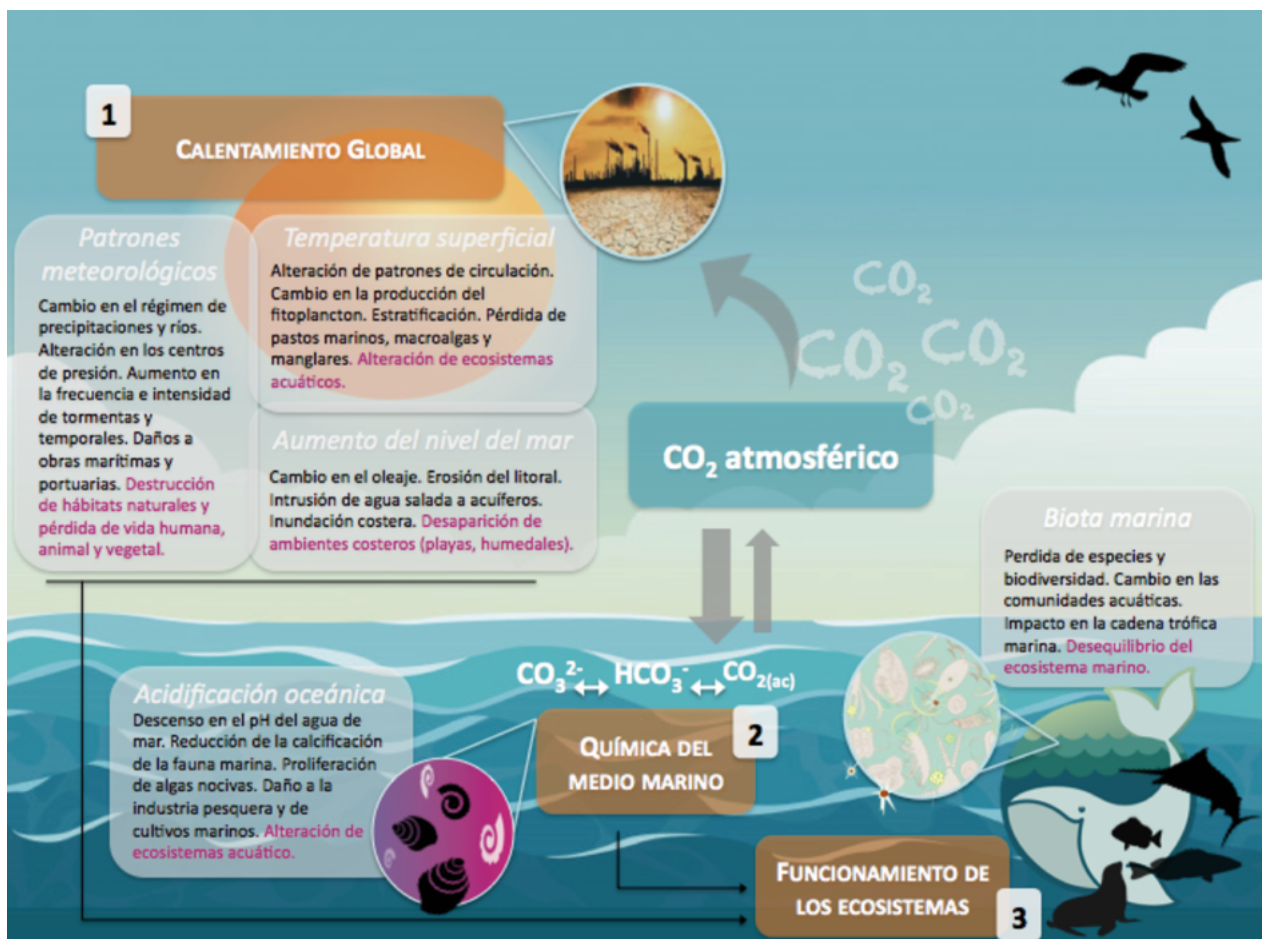 1
CALENTAMIENTO GLOBAL
Patrones
meteorológicos
Cambio en el régimen de
precipitaciones y ríos.
Alteración en los centros
de presión. Aumento en
la frecuencia e intensidad
de tormentas y
temporales. Daños a
obras marítimas y
portuarias. Destrucción
de hábitats naturales y
pérdida de vida humana,
animal y vegetal.
Temperatura superficial
Alteración de patrones de circulación.
Cambio en la producción del
fitoplancton. Estratificación. Pérdida de
pastos marinos, macroalgas y
manglares. Alteración de ecosistemas
acuáticos.
Aumento del nivel del mar
Cambio en el oleaje. Erosión del litoral.
Intrusión de agua salada a acuíferos.
Inundación costera. Desaparición de
ambientes costeros (playas, humedales).
CO₂
CO₂ CO₂
CO₂
CO₂ atmosférico
Biota marina
Perdida de especies y
biodiversidad. Cambio en las
comunidades acuáticas.
Impacto en la cadena trófica
marina. Desequilibrio del
ecosistema marino.
CO₃²⁻ ↔ HCO₃⁻ ↔ CO₂(ac)
Acidificación oceánica
Descenso en el pH del agua de
mar. Reducción de la calcificación
de la fauna marina. Proliferación
de algas nocivas. Daño a la
industria pesquera y de
cultivos marinos. Alteración de
ecosistemas acuático.
QUÍMICA DEL
MEDIO MARINO
2
FUNCIONAMIENTO DE
LOS ECOSISTEMAS
3